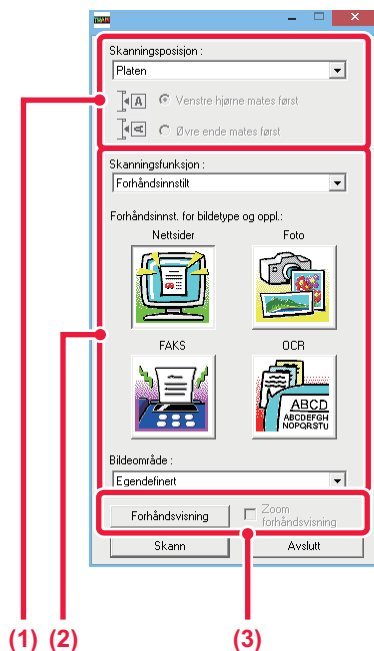 TWAIN
Skanningsposisjon :
Platen
A Venstre hjørne mates først
A Øvre ende mates først
Skanningsfunksjon :
Forhåndsinnstilt
Forhåndsinnst. for bildetype og oppl.:
Nettsider Foto
FAKS OCR
ABCD
ABCDEFGH
NOPQRSTU
Bildeområde :
Egendefinert
Forhåndsvisning Zoom forhåndsvisning
Skann Avslutt
(1) (2) (3)